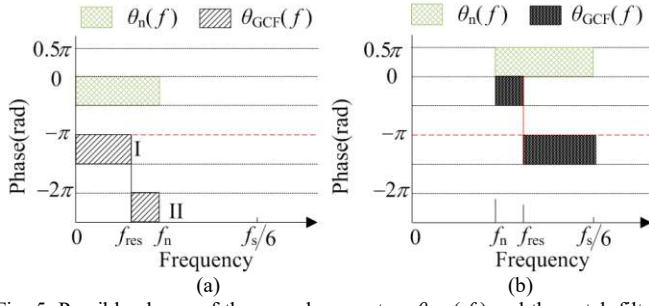 θn(f) θGCF(f)
0.5π
0
−π
−2π
Phase(rad)
I
II
0 fres fn fs/6
Frequency
(a)
θn(f) θGCF(f)
0.5π
0
−π
−2π
Phase(rad)
0 fn fres fs/6
Frequency
(b)